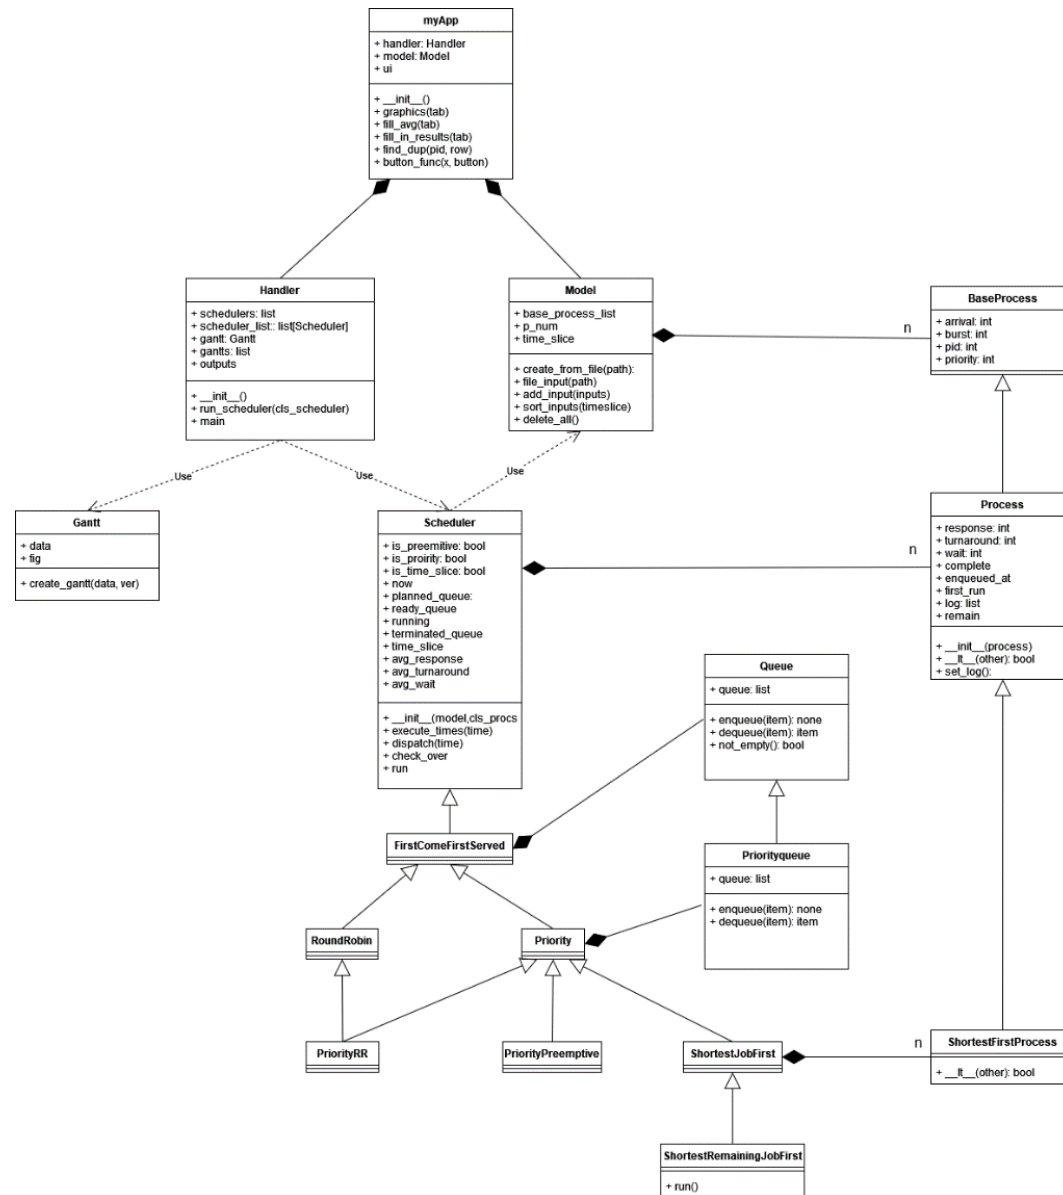 myApp
+ handler: Handler
+ model: Model
+ ui
+ __init__()
+ graphics(tab)
+ fill_avg(tab)
+ fill_in_results(tab)
+ find_dup(pid, row)
+ button_func(x, button)
Handler
+ schedulers: list
+ scheduler_list:: list[Scheduler]
+ gantt: Gantt
+ gantts: list
+ outputs
+ __init__()
+ run_scheduler(cls_scheduler)
+ main
Model
+ base_process_list
+ p_num
+ time_slice
+ create_from_file(path):
+ file_input(path)
+ add_input(inputs)
+ sort_inputs(timeslice)
+ delete_all()
n
BaseProcess
+ arrival: int
+ burst: int
+ pid: int
+ priority: int
Use
Use
Use
Gantt
+ data
+ fig
+ create_gantt(data, ver)
Scheduler
+ is_preemitive: bool
+ is_proirity: bool
+ is_time_slice: bool
+ now
+ planned_queue:
+ ready_queue
+ running
+ terminated_queue
+ time_slice
+ avg_response
+ avg_turnaround
+ avg_wait
+ __init__(model,cls_procs
+ execute_times(time)
+ dispatch(time)
+ check_over
+ run
n
Process
+ response: int
+ turnaround: int
+ wait: int
+ complete
+ enqueued_at
+ first_run
+ log: list
+ remain
+ __init__(process)
+ __lt__(other): bool
+ set_log():
Queue
+ queue: list
+ enqueue(item): none
+ dequeue(item): item
+ not_empty(): bool
FirstComeFirstServed
Priorityqueue
+ queue: list
+ enqueue(item): none
+ dequeue(item): item
RoundRobin
Priority
PriorityRR
PriorityPreemptive
ShortestJobFirst
n
ShortestFirstProcess
+ __lt__(other): bool
ShortestRemainingJobFirst
+ run()